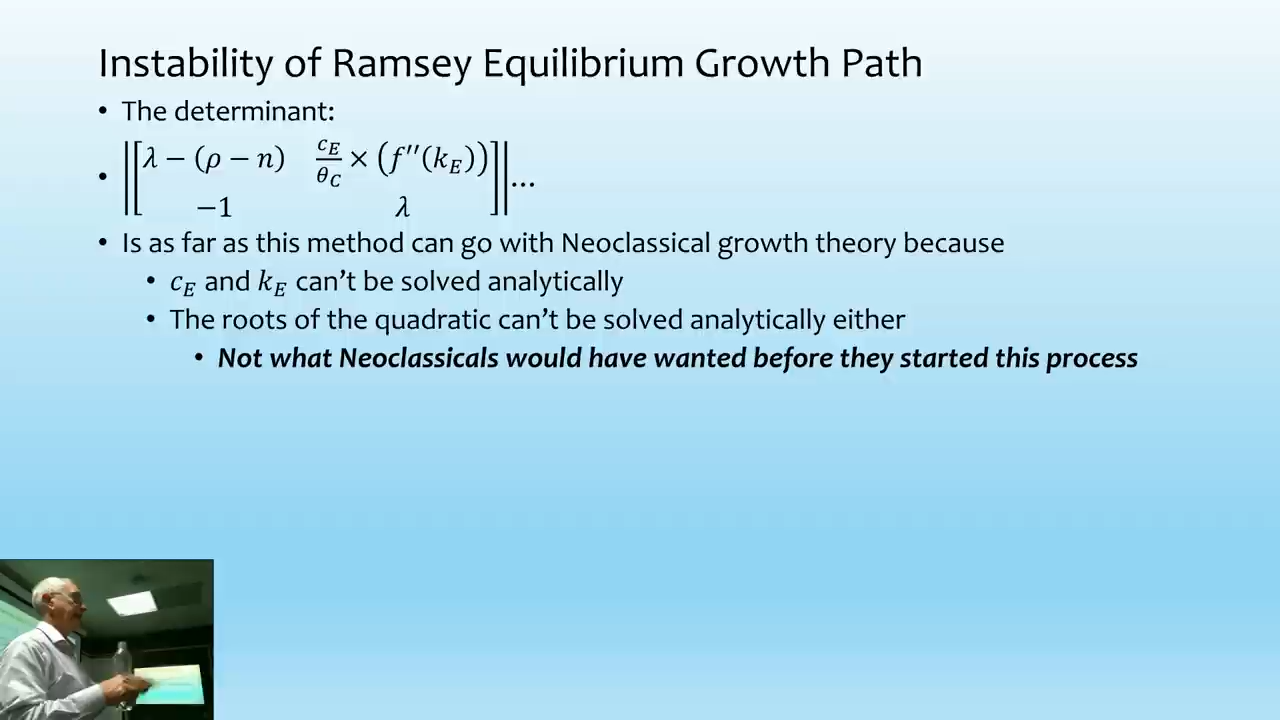 Instability of Ramsey Equilibrium Growth Path
• The determinant:
• |[λ − (ρ − n)   c_E/θ_C × (f″(k_E)); −1   λ]|…
• Is as far as this method can go with Neoclassical growth theory because
• c_E and k_E can’t be solved analytically
• The roots of the quadratic can’t be solved analytically either
• Not what Neoclassicals would have wanted before they started this process